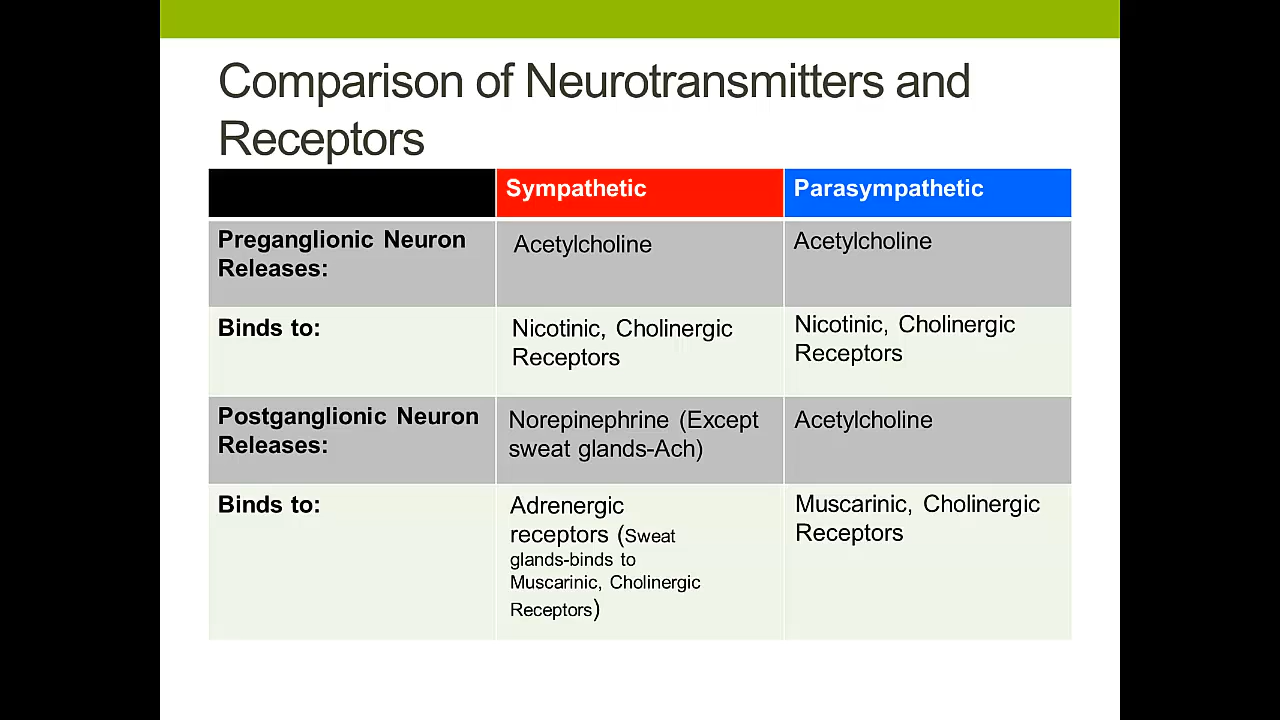 Comparison of Neurotransmitters and
Receptors
Sympathetic
Parasympathetic
Preganglionic Neuron
Releases:
Acetylcholine
Acetylcholine
Binds to:
Nicotinic, Cholinergic
Receptors
Nicotinic, Cholinergic
Receptors
Postganglionic Neuron
Releases:
Norepinephrine (Except
sweat glands-Ach)
Acetylcholine
Binds to:
Adrenergic
receptors (Sweat
glands-binds to
Muscarinic, Cholinergic
Receptors)
Muscarinic, Cholinergic
Receptors